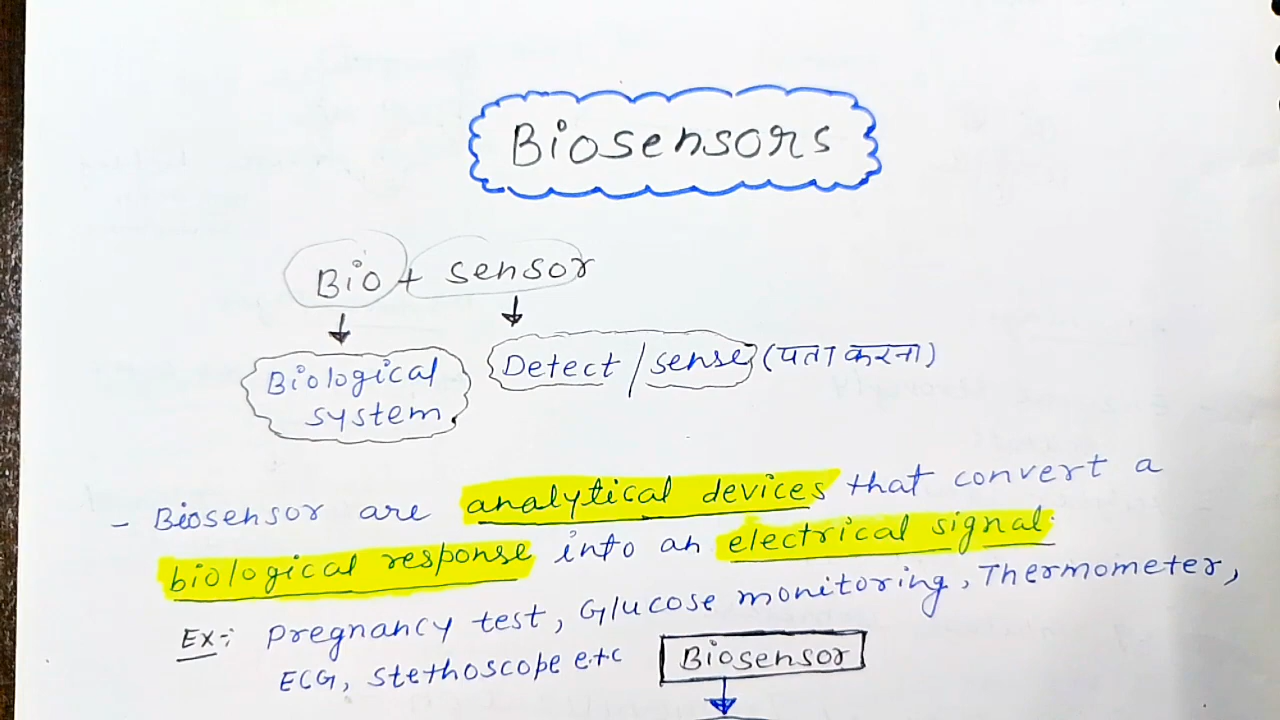 Biosensors
Bio + sensor
Biological system
Detect / sense (पता करना)
- Biosensor are analytical devices that convert a
biological response into an electrical signal.
Ex:- Pregnancy test, Glucose monitoring, Thermometer,
ECG, stethoscope etc
Biosensor